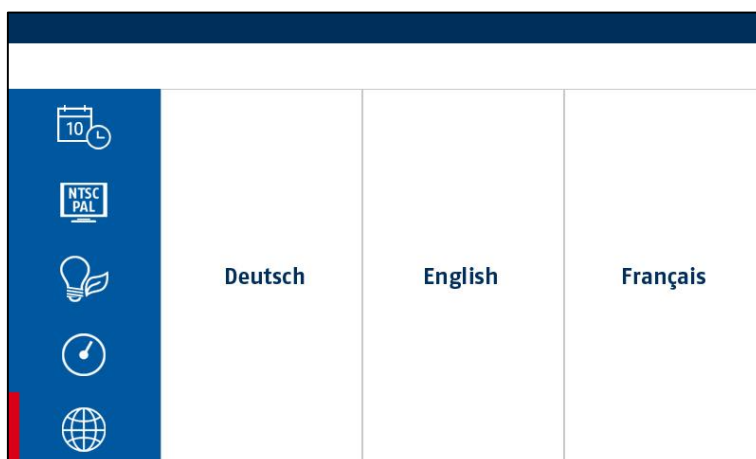 10
NTSC
PAL
Deutsch
English
Français